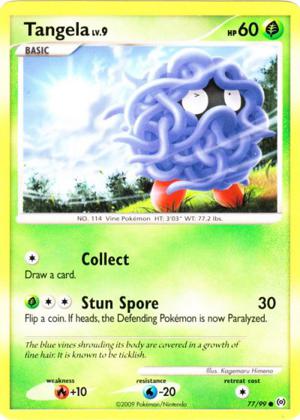 Tangela LV.9 HP 60
BASIC
NO. 114 Vine Pokémon HT: 3'03" WT: 77.2 lbs.
Collect
Draw a card.
Stun Spore 30
Flip a coin. If heads, the Defending Pokémon is now Paralyzed.
The blue vines shrouding its body are covered in a growth of
fine hair. It is known to be ticklish.
Illus. Kagemaru Himeno
weakness resistance retreat cost
+10 -20
©2009 Pokémon/Nintendo 77/99